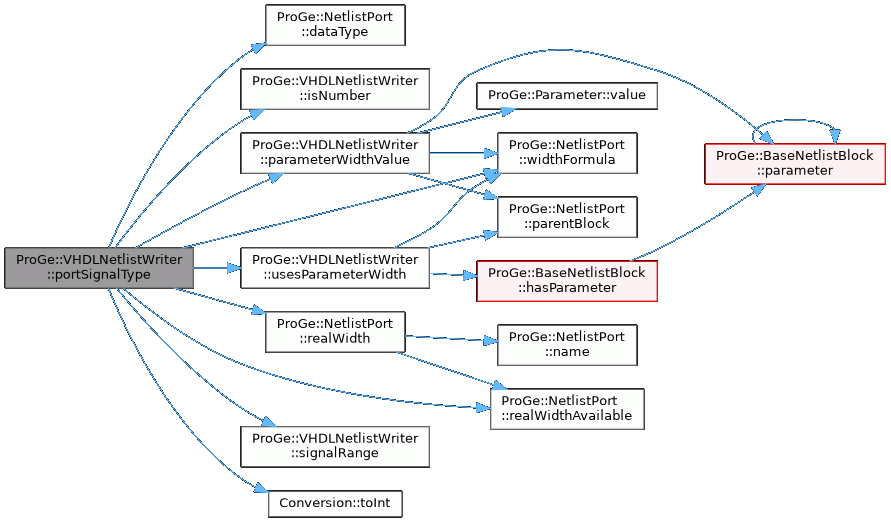 ProGe::NetlistPort
::dataType
ProGe::VHDLNetlistWriter
::isNumber
ProGe::Parameter::value
ProGe::VHDLNetlistWriter
::parameterWidthValue
ProGe::NetlistPort
::widthFormula
ProGe::BaseNetlistBlock
::parameter
ProGe::NetlistPort
::parentBlock
ProGe::VHDLNetlistWriter
::portSignalType
ProGe::VHDLNetlistWriter
::usesParameterWidth
ProGe::BaseNetlistBlock
::hasParameter
ProGe::NetlistPort
::realWidth
ProGe::NetlistPort
::name
ProGe::NetlistPort
::realWidthAvailable
ProGe::VHDLNetlistWriter
::signalRange
Conversion::toInt